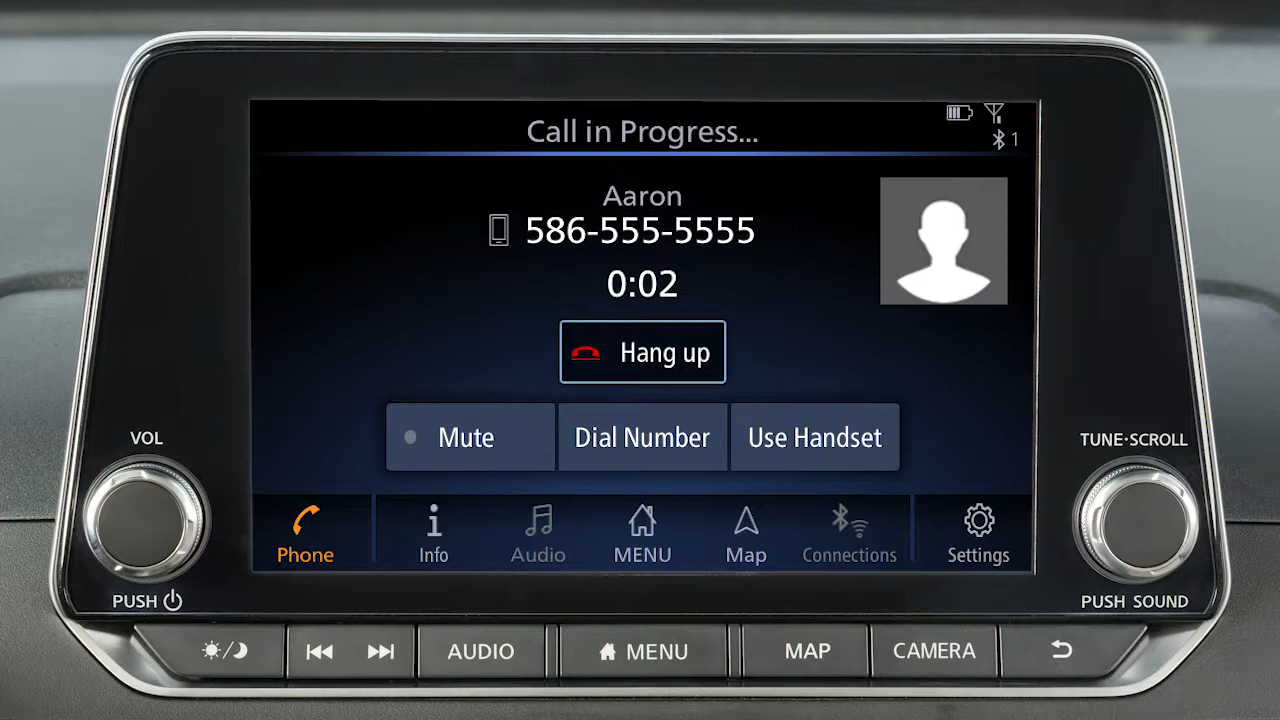 Call in Progress...
1
Aaron
586-555-5555
0:02
Hang up
Mute
Dial Number
Use Handset
VOL
TUNE·SCROLL
Phone
Info
Audio
MENU
Map
Connections
Settings
PUSH
PUSH SOUND
AUDIO
MENU
MAP
CAMERA